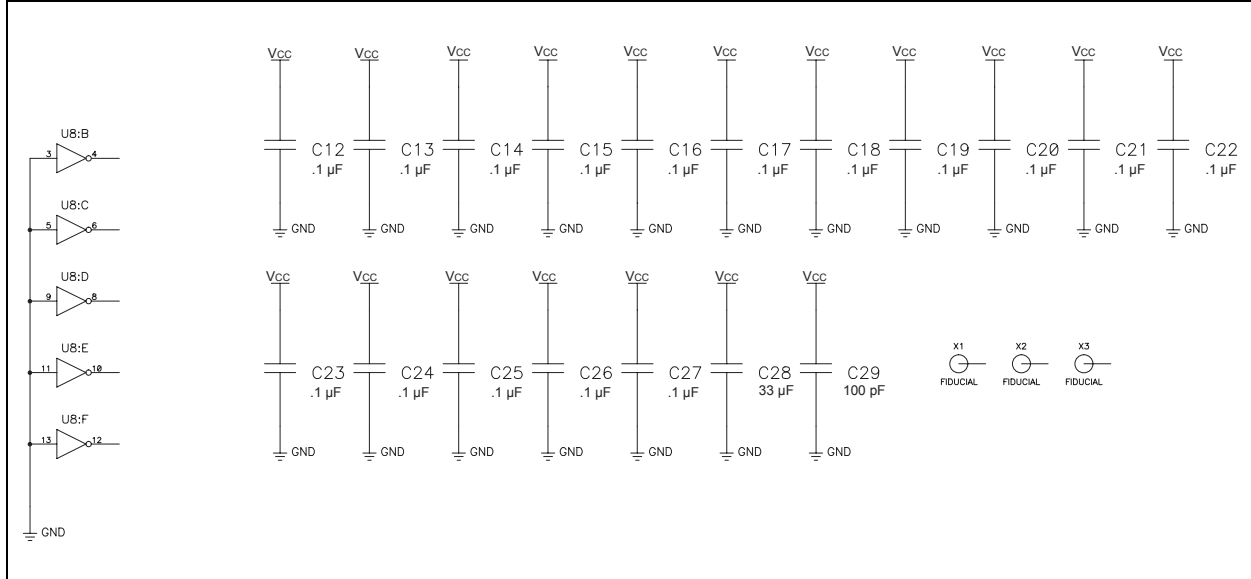 Vcc Vcc Vcc Vcc Vcc Vcc Vcc Vcc Vcc Vcc Vcc
C12 C13 C14 C15 C16 C17 C18 C19 C20 C21 C22
.1 µF .1 µF .1 µF .1 µF .1 µF .1 µF .1 µF .1 µF .1 µF .1 µF .1 µF
GND GND GND GND GND GND GND GND GND GND GND
U8:B
3 4
U8:C
5 6
U8:D
9 8
U8:E
11 10
U8:F
13 12
GND
Vcc Vcc Vcc Vcc Vcc Vcc Vcc
C23 C24 C25 C26 C27 C28 C29
.1 µF .1 µF .1 µF .1 µF .1 µF 33 µF 100 pF
GND GND GND GND GND GND GND
X1 X2 X3
FIDUCIAL FIDUCIAL FIDUCIAL